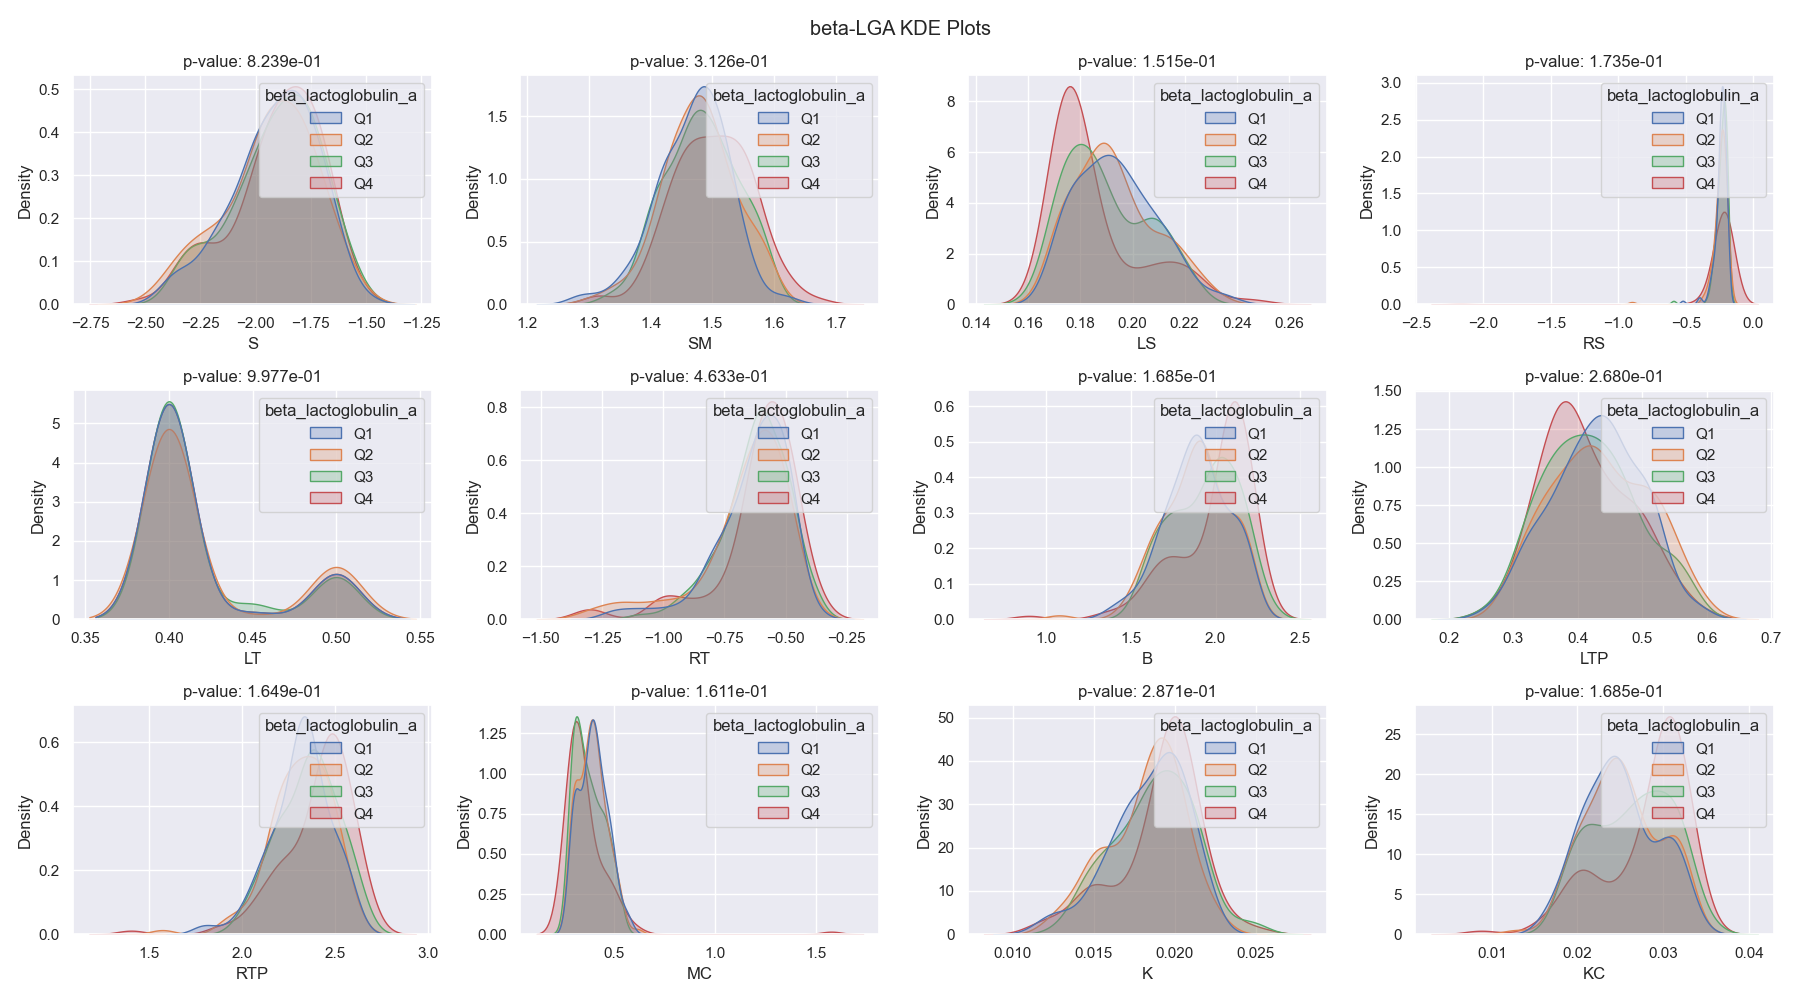 beta-LGA KDE Plots
p-value: 8.239e-01
Density
0.5
0.4
0.3
0.2
0.1
0.0
beta_lactoglobulin_a
Q1
Q2
Q3
Q4
−2.75 −2.50 −2.25 −2.00 −1.75 −1.50 −1.25
S
p-value: 3.126e-01
Density
1.5
1.0
0.5
0.0
beta_lactoglobulin_a
Q1
Q2
Q3
Q4
1.2 1.3 1.4 1.5 1.6 1.7
SM
p-value: 1.515e-01
Density
8
6
4
2
0
beta_lactoglobulin_a
Q1
Q2
Q3
Q4
0.14 0.16 0.18 0.20 0.22 0.24 0.26
LS
p-value: 1.735e-01
Density
3.0
2.5
2.0
1.5
1.0
0.5
0.0
beta_lactoglobulin_a
Q1
Q2
Q3
Q4
−2.5 −2.0 −1.5 −1.0 −0.5 0.0
RS
p-value: 9.977e-01
Density
5
4
3
2
1
0
beta_lactoglobulin_a
Q1
Q2
Q3
Q4
0.35 0.40 0.45 0.50 0.55
LT
p-value: 4.633e-01
Density
0.8
0.6
0.4
0.2
0.0
beta_lactoglobulin_a
Q1
Q2
Q3
Q4
−1.50 −1.25 −1.00 −0.75 −0.50 −0.25
RT
p-value: 1.685e-01
Density
0.6
0.5
0.4
0.3
0.2
0.1
0.0
beta_lactoglobulin_a
Q1
Q2
Q3
Q4
1.0 1.5 2.0 2.5
B
p-value: 2.680e-01
Density
1.50
1.25
1.00
0.75
0.50
0.25
0.00
beta_lactoglobulin_a
Q1
Q2
Q3
Q4
0.2 0.3 0.4 0.5 0.6 0.7
LTP
p-value: 1.649e-01
Density
0.6
0.4
0.2
0.0
beta_lactoglobulin_a
Q1
Q2
Q3
Q4
1.5 2.0 2.5 3.0
RTP
p-value: 1.611e-01
Density
1.25
1.00
0.75
0.50
0.25
0.00
beta_lactoglobulin_a
Q1
Q2
Q3
Q4
0.5 1.0 1.5
MC
p-value: 2.871e-01
Density
50
40
30
20
10
0
beta_lactoglobulin_a
Q1
Q2
Q3
Q4
0.010 0.015 0.020 0.025
K
p-value: 1.685e-01
Density
25
20
15
10
5
0
beta_lactoglobulin_a
Q1
Q2
Q3
Q4
0.01 0.02 0.03 0.04
KC